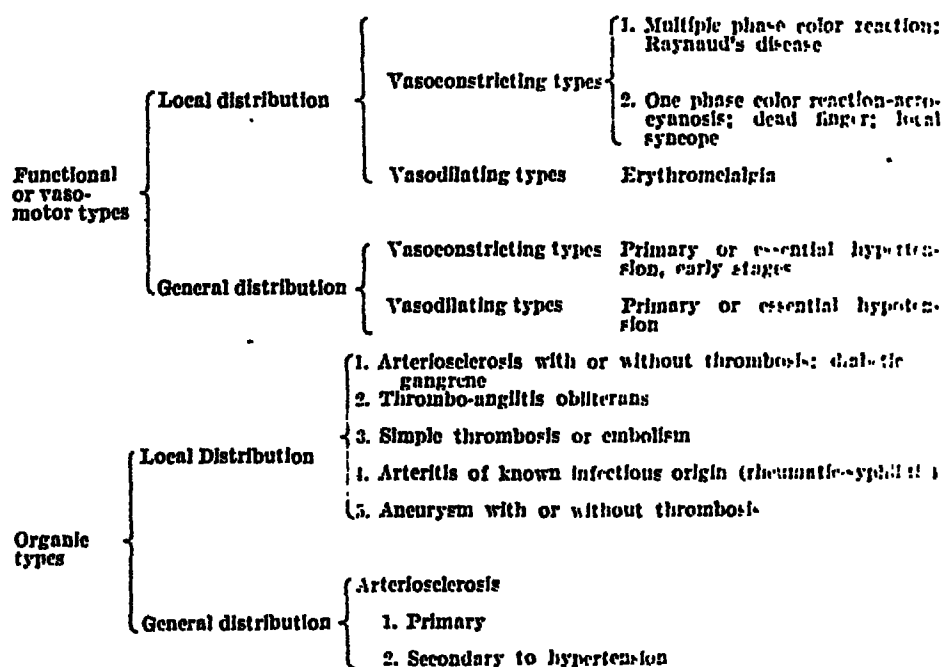 Functional
or vaso-
motor types
Local distribution
Vasoconstricting types
1. Multiple phase color reaction;
Raynaud's disease
2. One phase color reaction-acro-
cyanosis; dead finger; local
syncope
Vasodilating types
Erythromelalgia
General distribution
Vasoconstricting types
Primary or essential hyperten-
sion, early stages
Vasodilating types
Primary or essential hypoten-
sion
Organic
types
Local Distribution
1. Arteriosclerosis with or without thrombosis; diabetic
gangrene
2. Thrombo-angiitis obliterans
3. Simple thrombosis or embolism
4. Arteritis of known infectious origin (rheumatic-syphilitic)
5. Aneurysm with or without thrombosis
General distribution
Arteriosclerosis
1. Primary
2. Secondary to hypertension